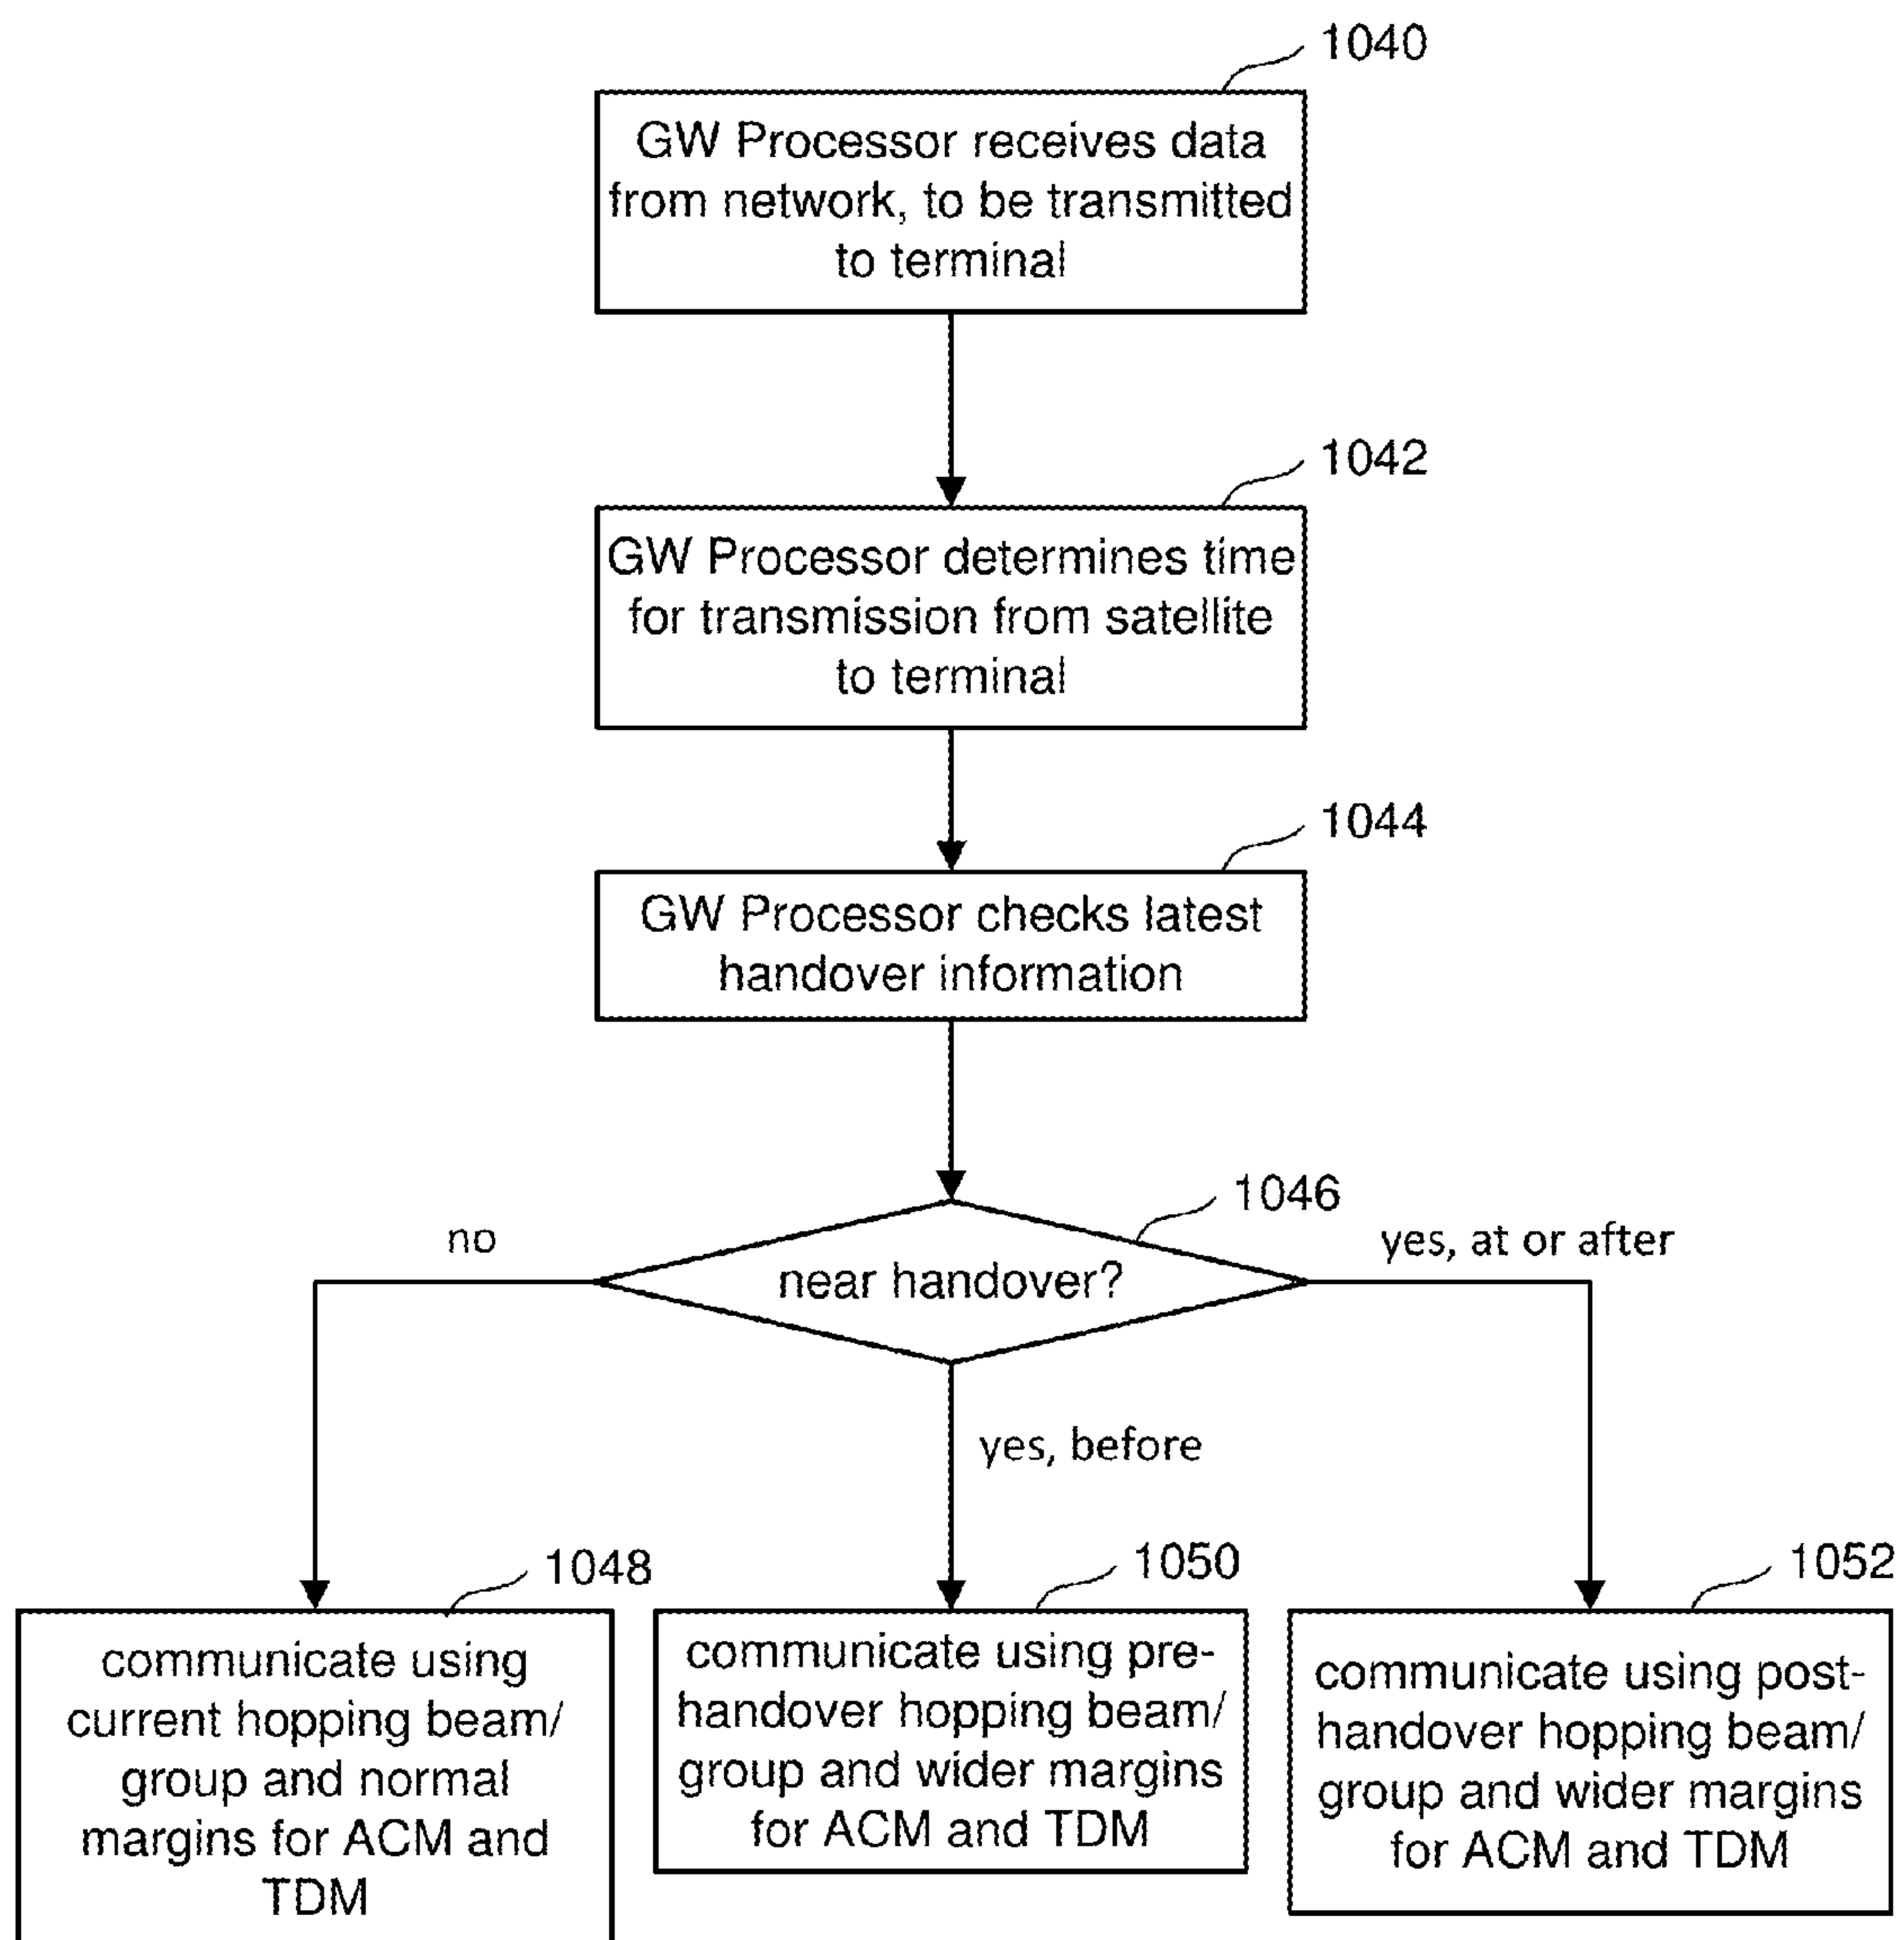 1040
GW Processor receives data
from network, to be transmitted
to terminal
1042
GW Processor determines time
for transmission from satellite
to terminal
1044
GW Processor checks latest
handover information
1046
no
yes, at or after
near handover?
yes, before
1048
communicate using
current hopping beam/
group and normal
margins for ACM and
TDM
1050
communicate using pre-
handover hopping beam/
group and wider margins
for ACM and TDM
1052
communicate using post-
handover hopping beam/
group and wider margins
for ACM and TDM